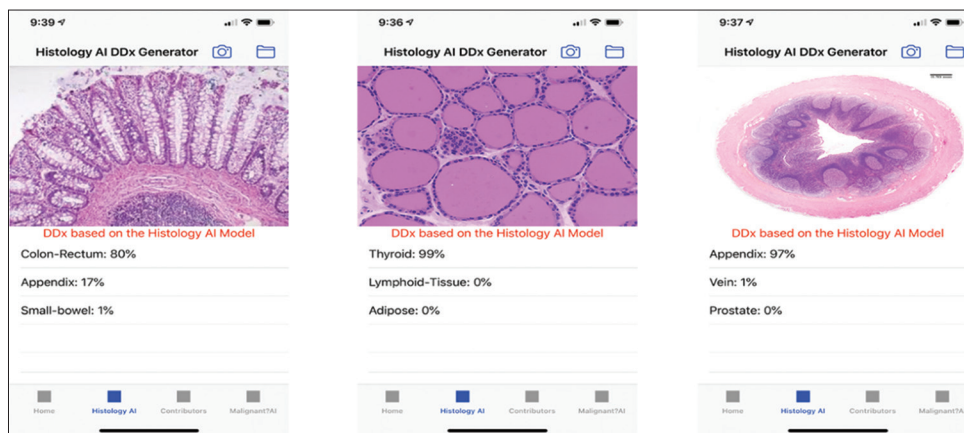 9:39
Histology AI DDx Generator
DDx based on the Histology AI Model
Colon-Rectum: 80%
Appendix: 17%
Small-bowel: 1%
Home
Histology AI
Contributors
Malignant?AI
9:36
Histology AI DDx Generator
DDx based on the Histology AI Model
Thyroid: 99%
Lymphoid-Tissue: 0%
Adipose: 0%
Home
Histology AI
Contributors
Malignant?AI
9:37
Histology AI DDx Generator
DDx based on the Histology AI Model
Appendix: 97%
Vein: 1%
Prostate: 0%
Home
Histology AI
Contributors
Malignant?AI